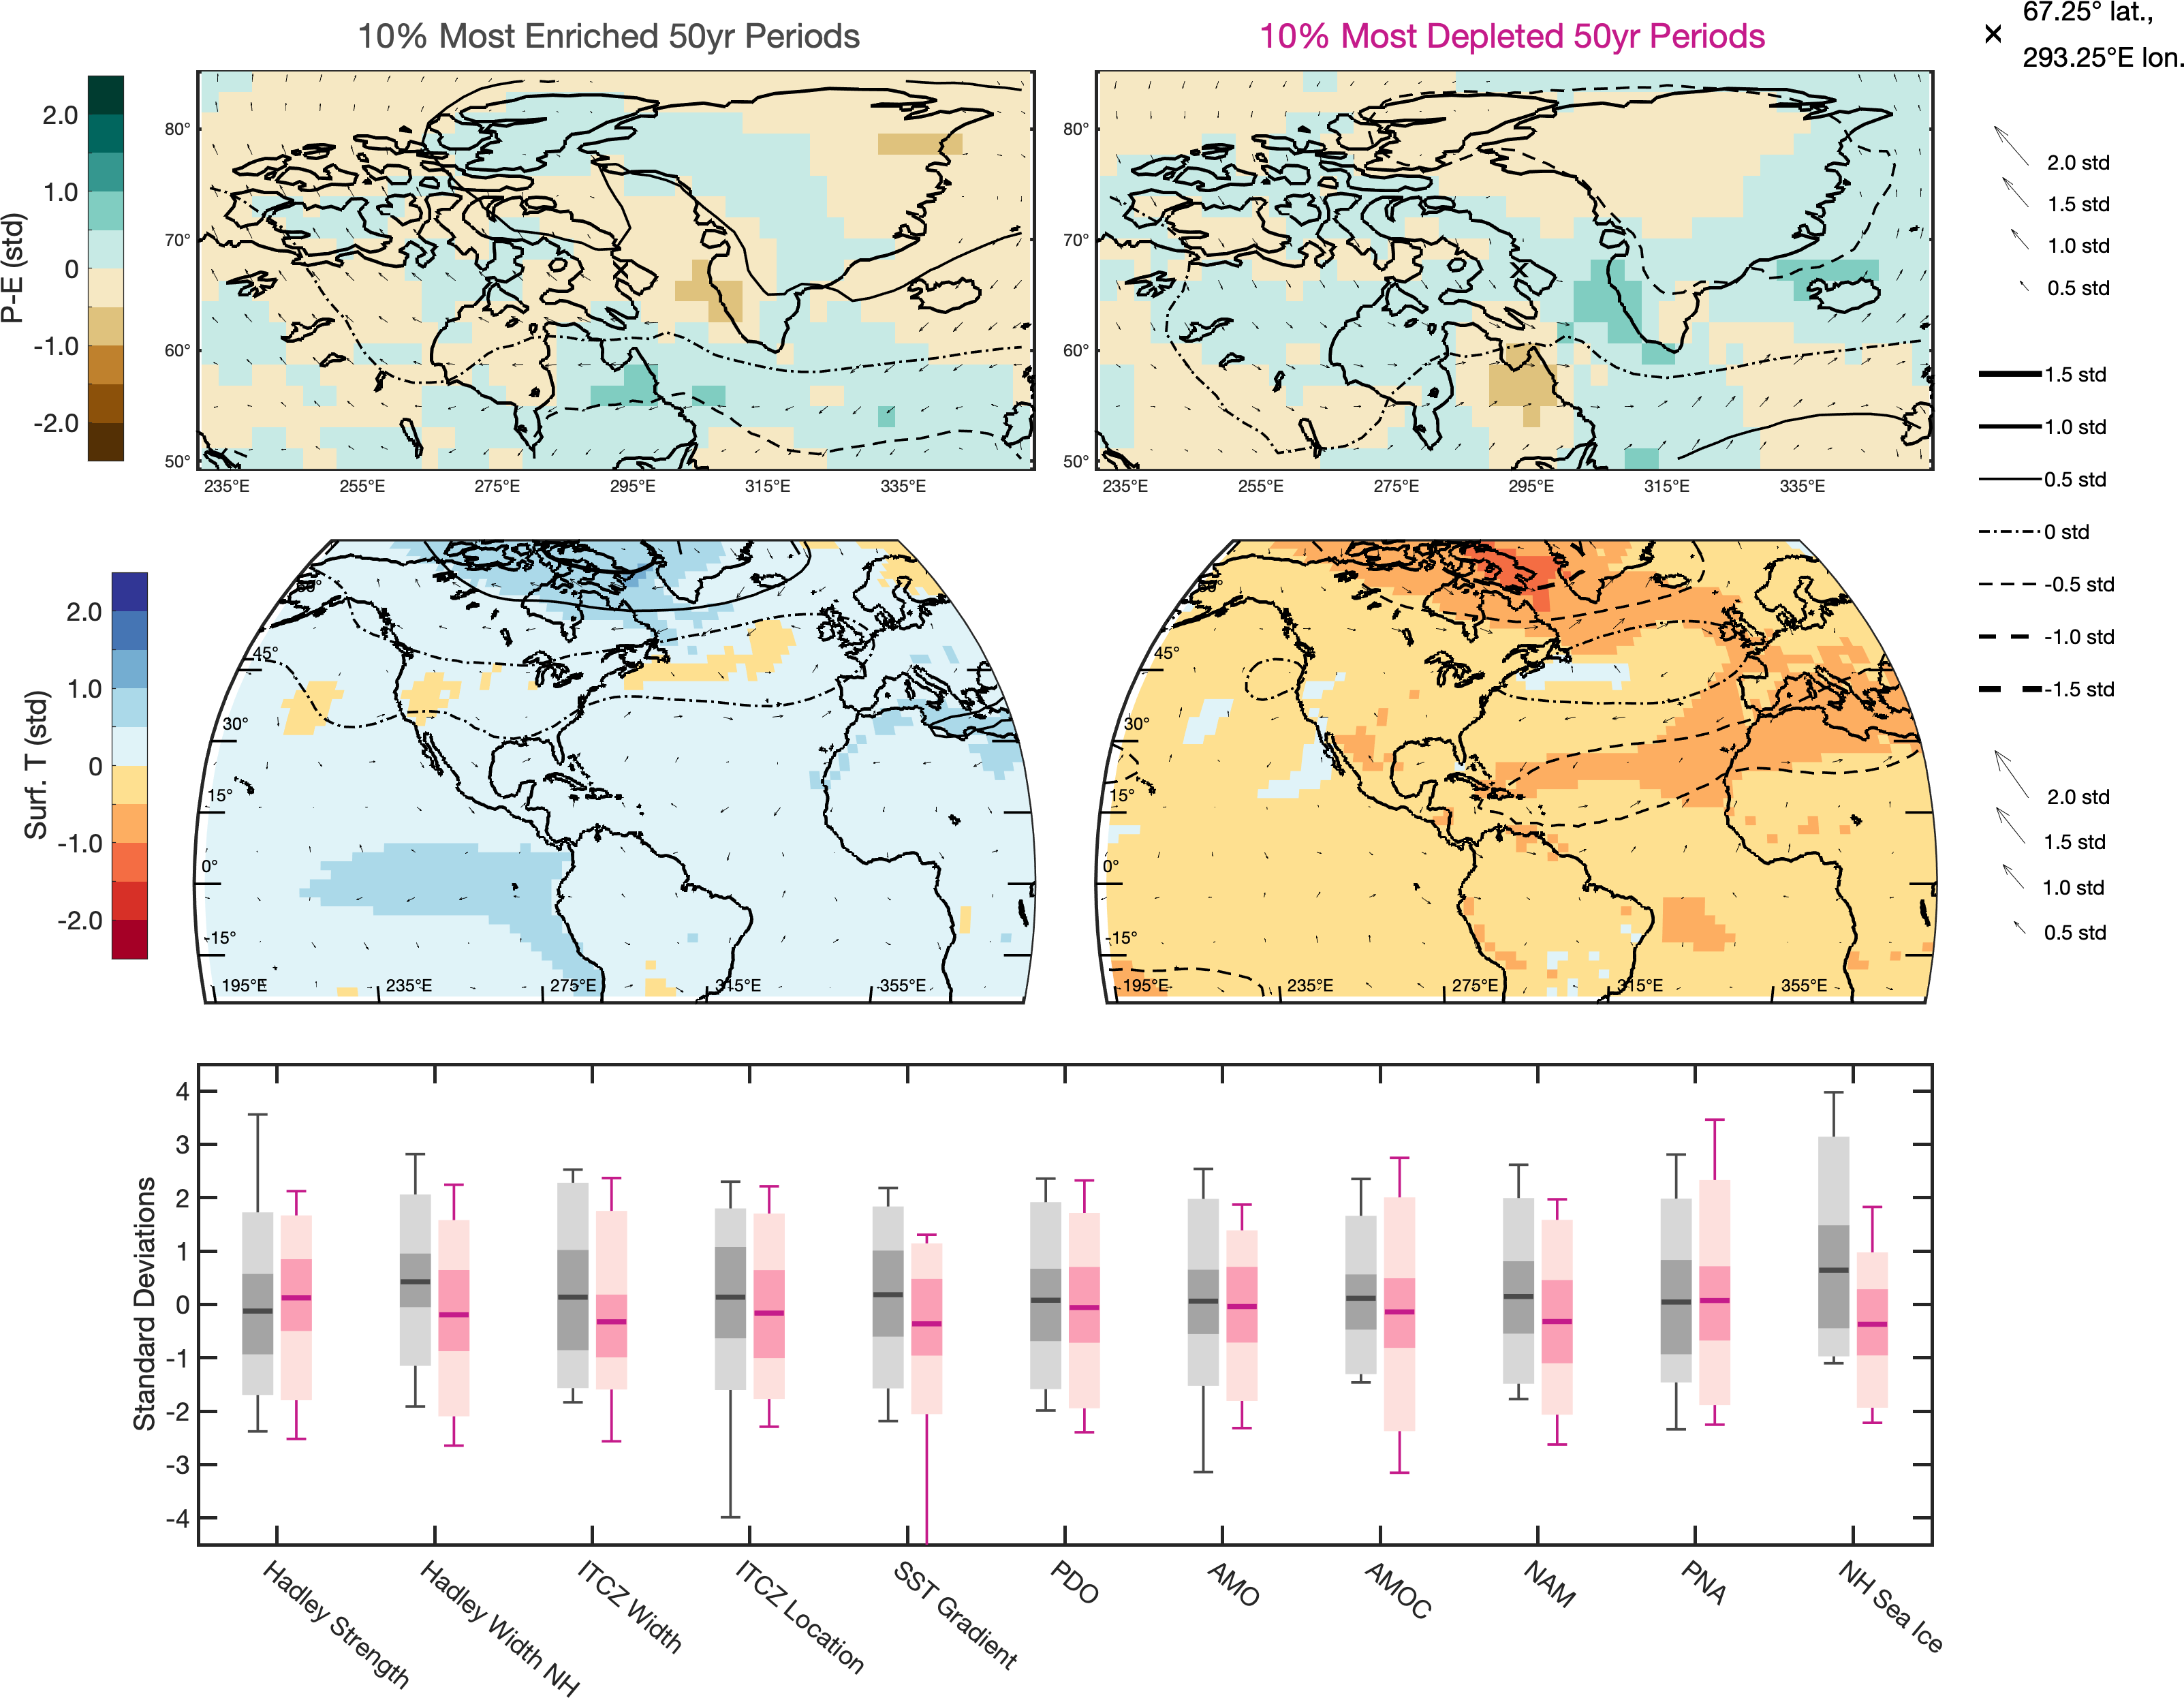 10% Most Enriched 50yr Periods
10% Most Depleted 50yr Periods
67.25° lat.,
293.25°E lon.
P-E (std)
2.0
1.0
0
-1.0
-2.0
80°
70°
60°
50°
235°E
255°E
275°E
295°E
315°E
335°E
80°
70°
60°
50°
235°E
255°E
275°E
295°E
315°E
335°E
2.0 std
1.5 std
1.0 std
0.5 std
1.5 std
1.0 std
0.5 std
0 std
-0.5 std
-1.0 std
-1.5 std
Surf. T (std)
2.0
1.0
0
-1.0
-2.0
60°
45°
30°
15°
0°
-15°
195°E
235°E
275°E
315°E
355°E
60°
45°
30°
15°
0°
-15°
195°E
235°E
275°E
315°E
355°E
2.0 std
1.5 std
1.0 std
0.5 std
Standard Deviations
4
3
2
1
0
-1
-2
-3
-4
Hadley Strength
Hadley Width NH
ITCZ Width
ITCZ Location
SST Gradient
PDO
AMO
AMOC
NAM
PNA
NH Sea Ice